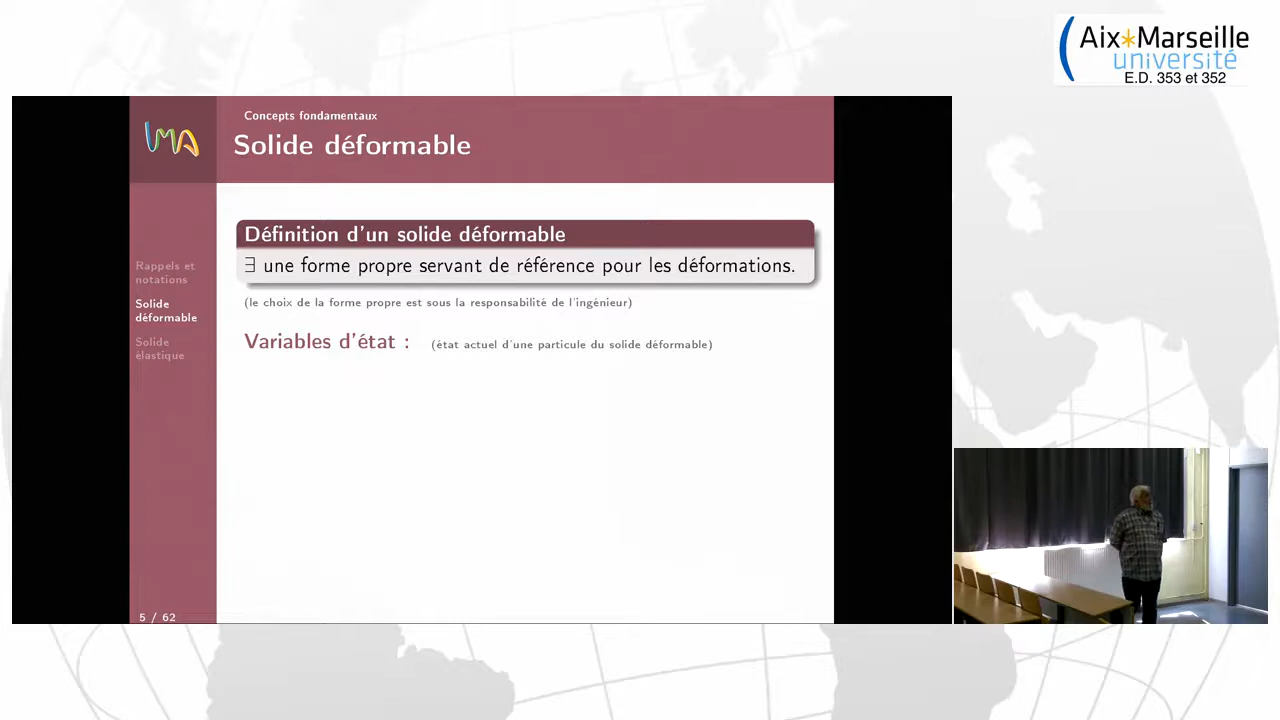 Aix*Marseille
université
E.D. 353 et 352
LMA
Concepts fondamentaux
Solide déformable
Rappels et
notations
Solide
déformable
Solide
élastique
Définition d'un solide déformable
∃ une forme propre servant de référence pour les déformations.
(le choix de la forme propre est sous la responsabilité de l'ingénieur)
Variables d'état : (état actuel d'une particule du solide déformable)
5 / 62